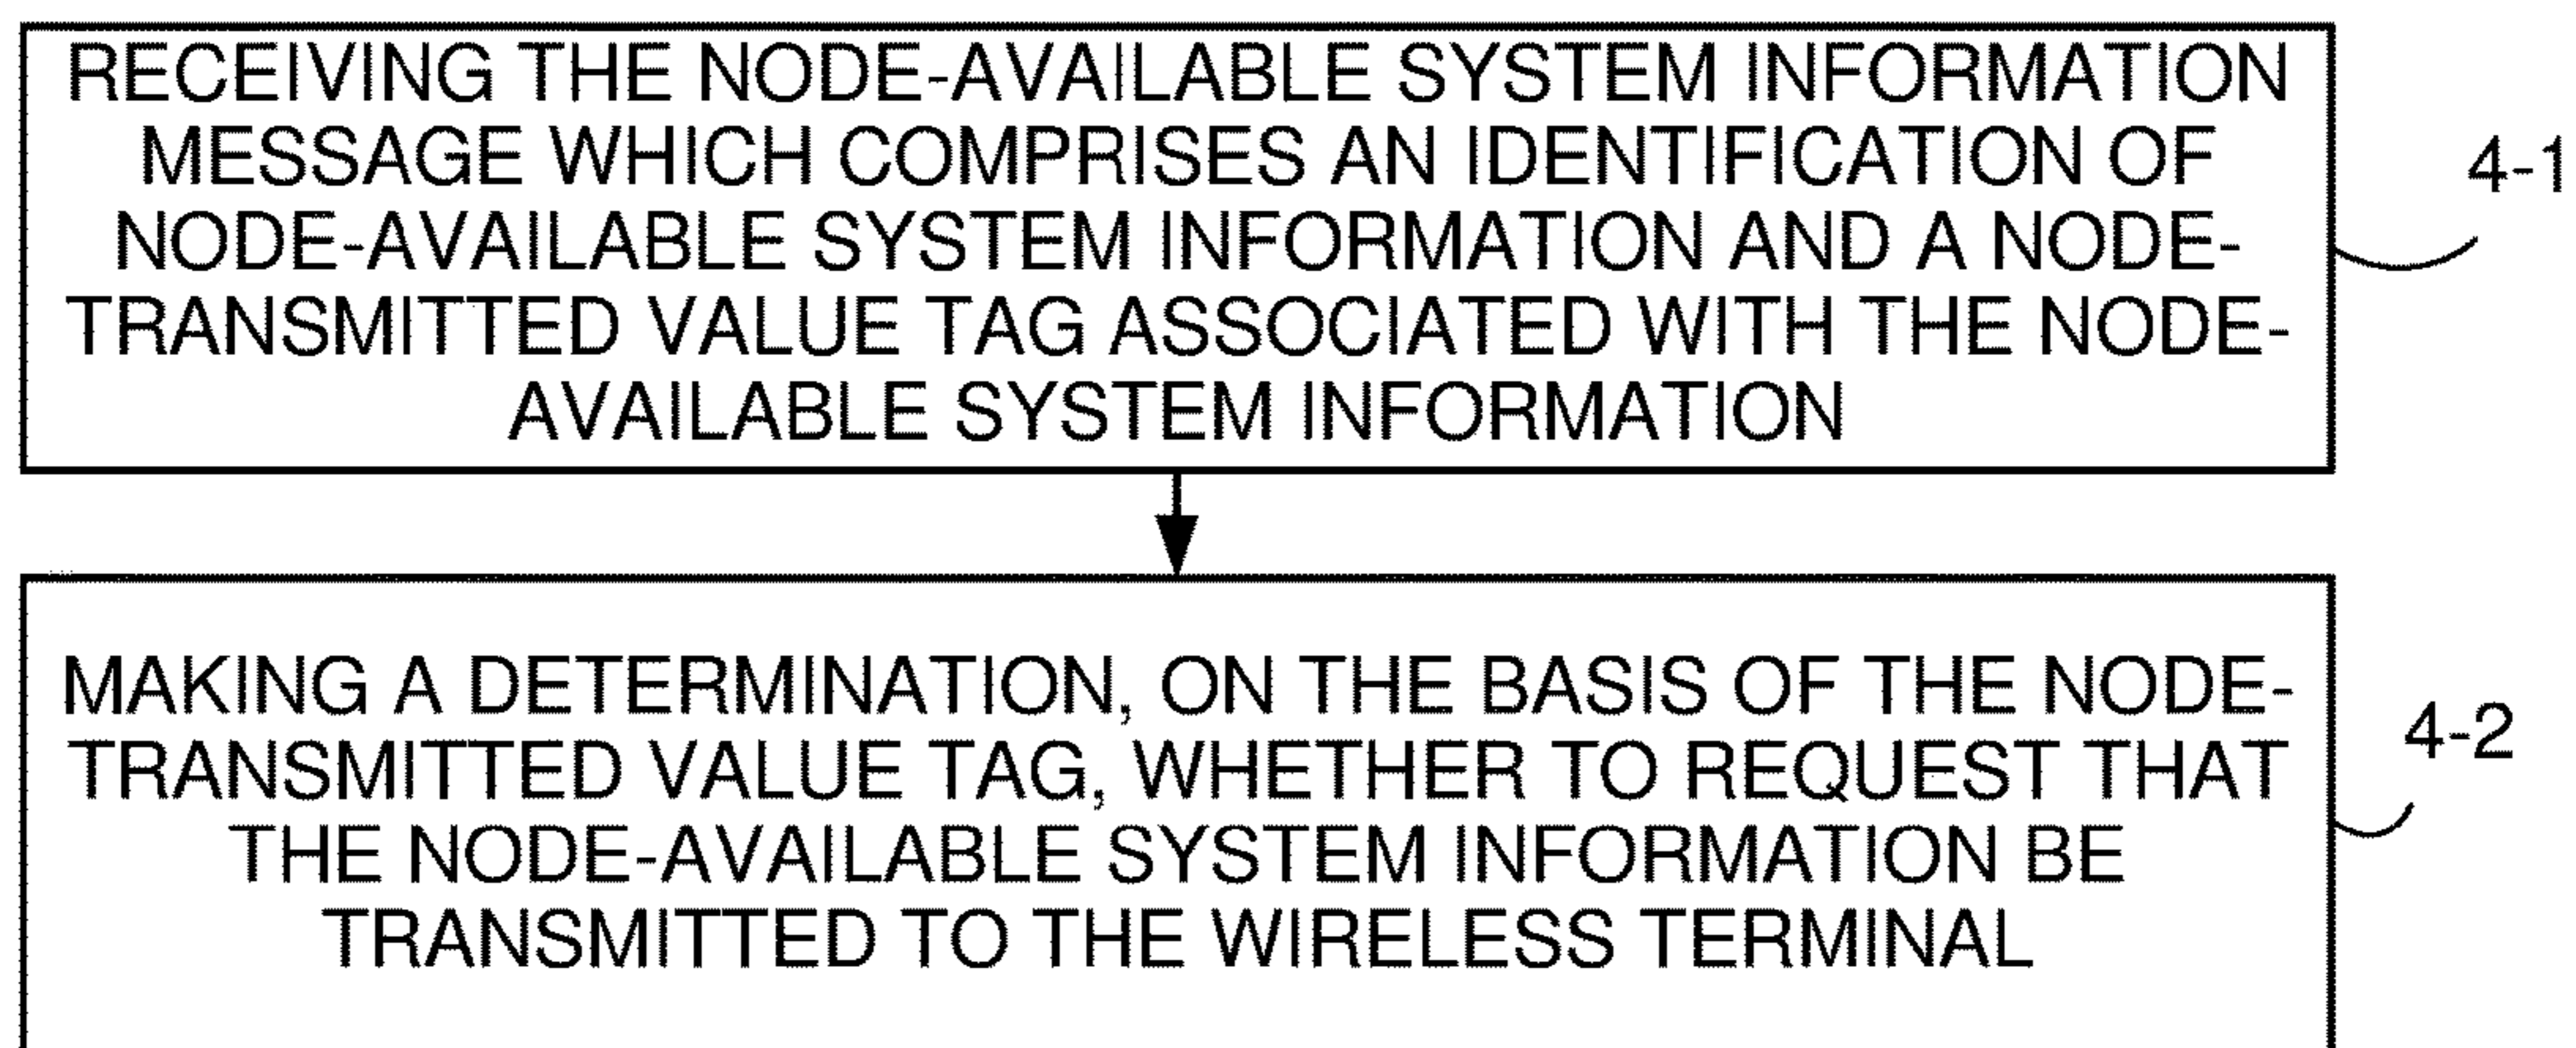 RECEIVING THE NODE-AVAILABLE SYSTEM INFORMATION
MESSAGE WHICH COMPRISES AN IDENTIFICATION OF
NODE-AVAILABLE SYSTEM INFORMATION AND A NODE-
TRANSMITTED VALUE TAG ASSOCIATED WITH THE NODE-
AVAILABLE SYSTEM INFORMATION
4-1
MAKING A DETERMINATION, ON THE BASIS OF THE NODE-
TRANSMITTED VALUE TAG, WHETHER TO REQUEST THAT
THE NODE-AVAILABLE SYSTEM INFORMATION BE
TRANSMITTED TO THE WIRELESS TERMINAL
4-2